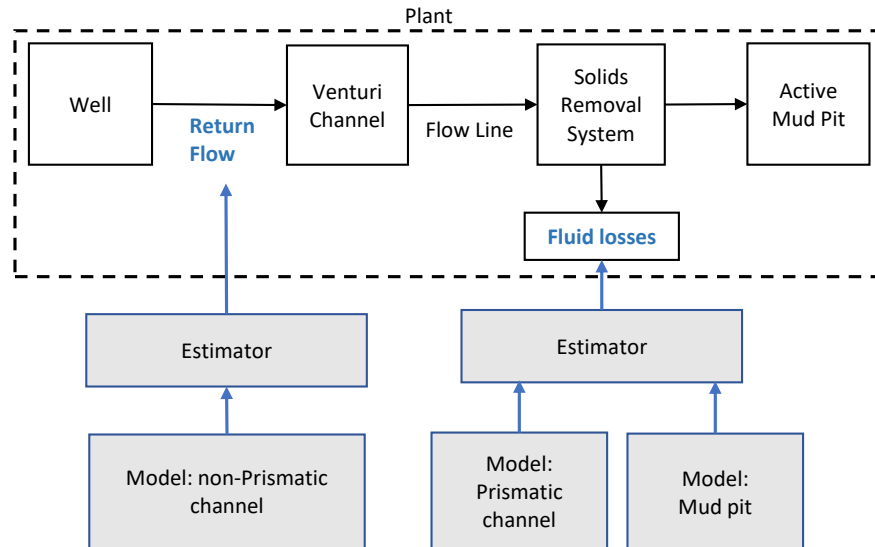 Plant
Well
Return
Flow
Venturi
Channel
Flow Line
Solids
Removal
System
Active
Mud Pit
Fluid losses
Estimator
Estimator
Model: non-Prismatic
channel
Model:
Prismatic
channel
Model:
Mud pit